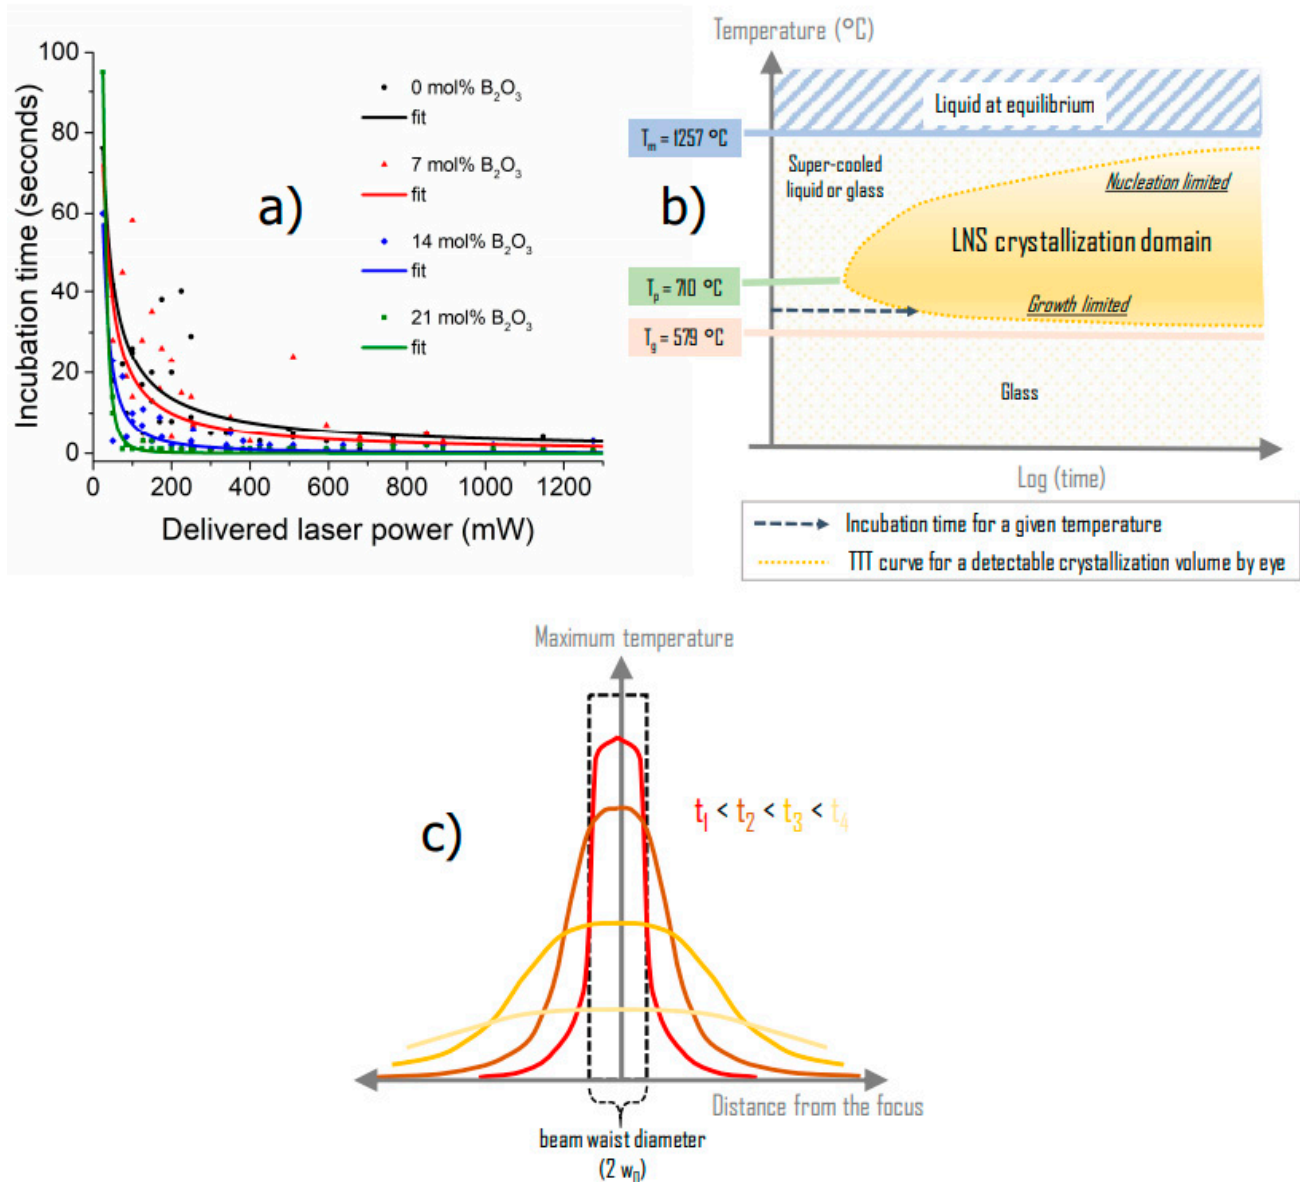 100
80
60
40
20
0
Incubation time (seconds)
0 200 400 600 800 1000 1200
Delivered laser power (mW)
0 mol% B₂O₃
fit
7 mol% B₂O₃
fit
14 mol% B₂O₃
fit
21 mol% B₂O₃
fit
a)
Temperature (°C)
Liquid at equilibrium
Tm = 1257 °C
Super-cooled
liquid or glass
b)
Nucleation limited
LNS crystallization domain
Tp = 710 °C
Growth limited
Tg = 579 °C
Glass
Log (time)
Incubation time for a given temperature
TTT curve for a detectable crystallization volume by eye
Maximum temperature
c)
t₁ < t₂ < t₃ < t₄
Distance from the focus
beam waist diameter
(2 w₀)